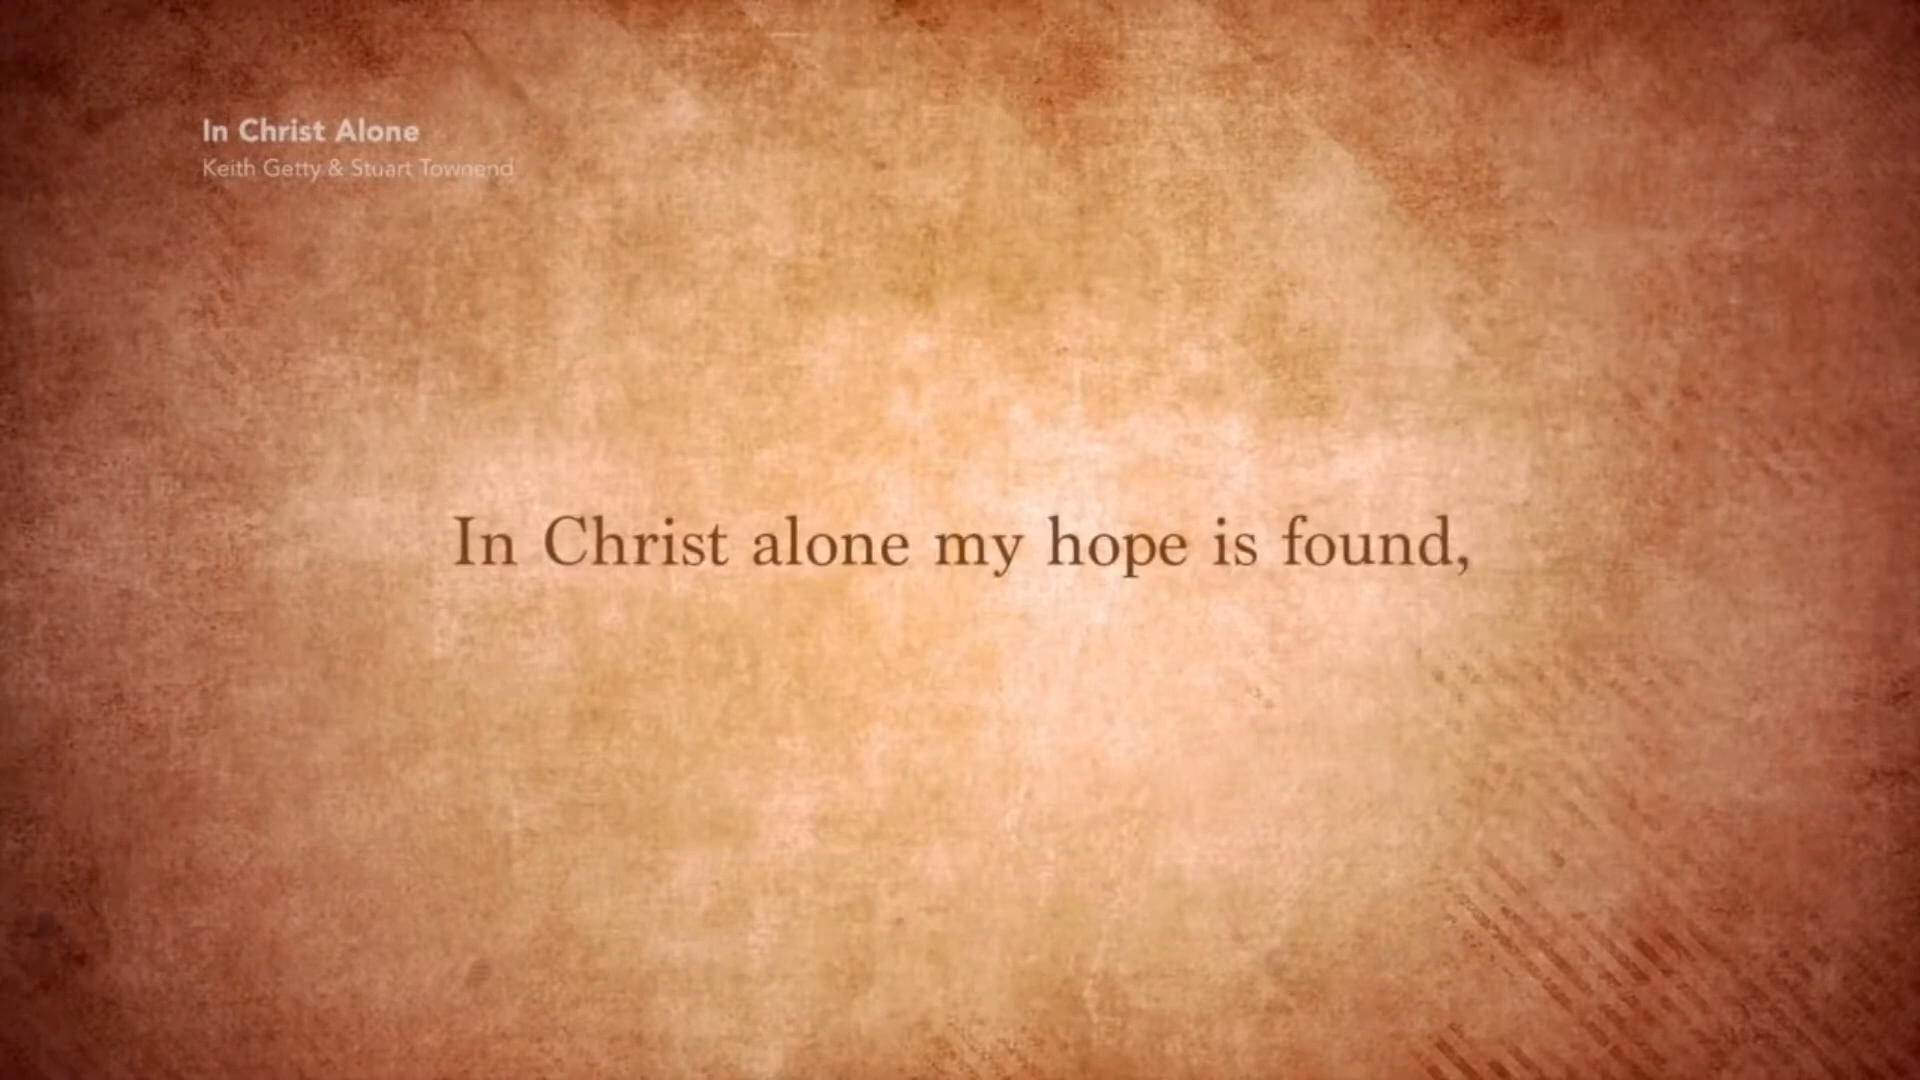 In Christ Alone
Keith Getty & Stuart Townend
In Christ alone my hope is found,